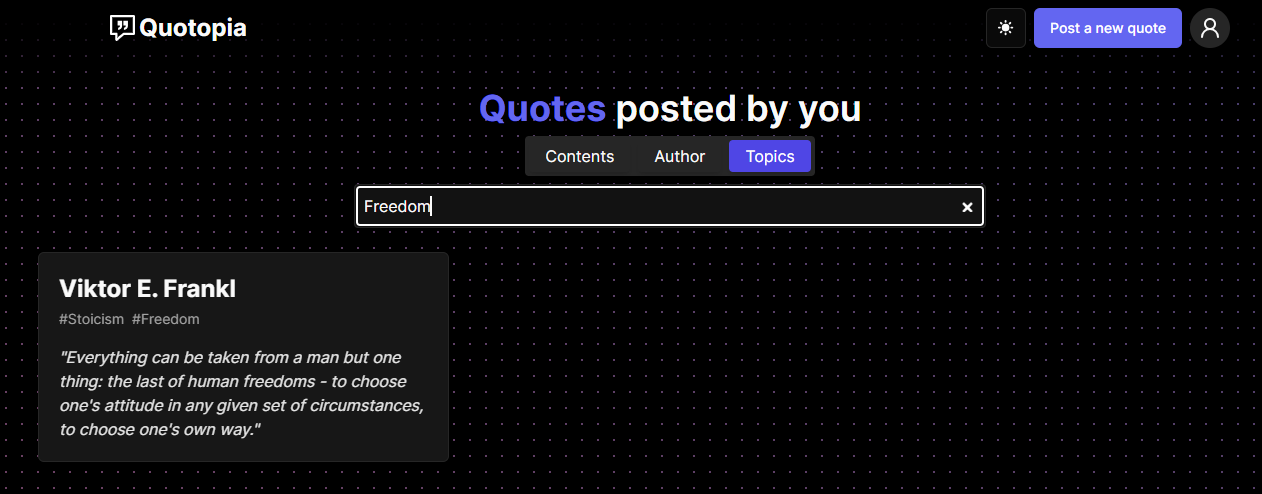 Quotopia
Post a new quote
Quotes posted by you
Contents Author Topics
Freedom
Viktor E. Frankl
#Stoicism #Freedom
"Everything can be taken from a man but one
thing: the last of human freedoms - to choose
one's attitude in any given set of circumstances,
to choose one's own way."